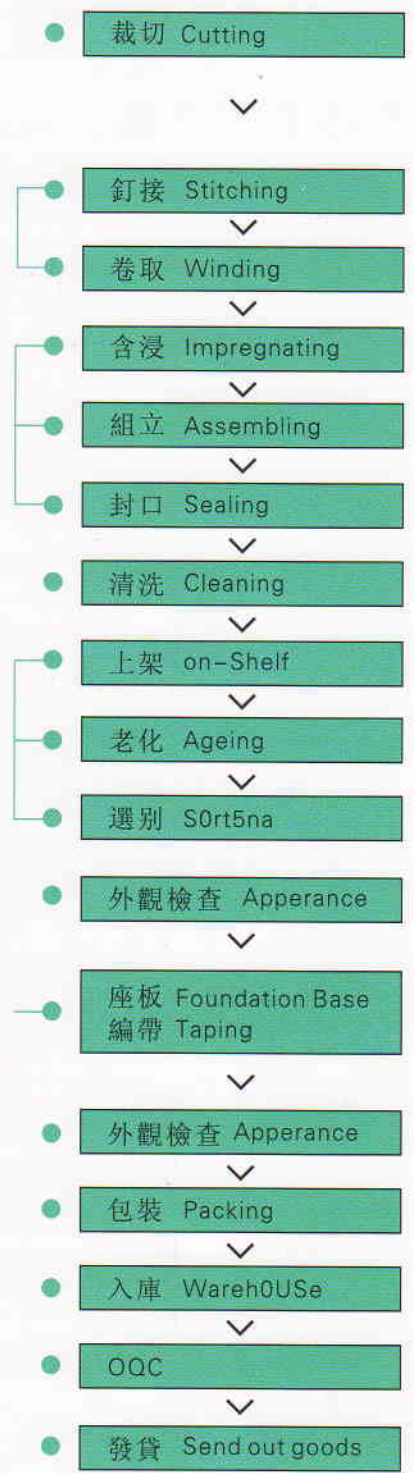 裁切 Cutting
釘接 Stitching
卷取 Winding
含浸 Impregnating
組立 Assembling
封口 Sealing
清洗 Cleaning
上架 on-Shelf
老化 Ageing
選別 S0rt5na
外觀檢查 Apperance
座板 Foundation Base
編帶 Taping
外觀檢查 Apperance
包裝 Packing
入庫 Wareh0USe
OQC
發貨 Send out goods